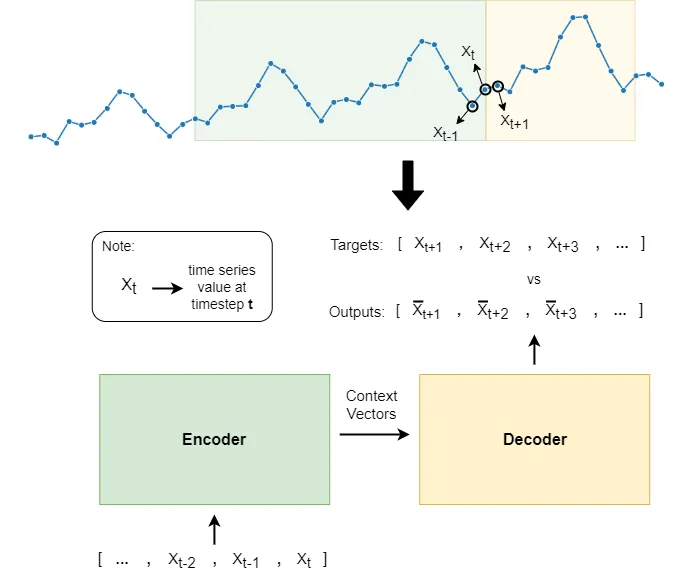 Xt
Xt-1
Xt+1
Note:
Xt
time series
value at
timestep t
Targets: [ Xt+1 , Xt+2 , Xt+3 , ... ]
vs
Outputs: [ X̅t+1 , X̅t+2 , X̅t+3 , ... ]
Context
Vectors
Encoder
Decoder
[ ... , Xt-2 , Xt-1 , Xt ]